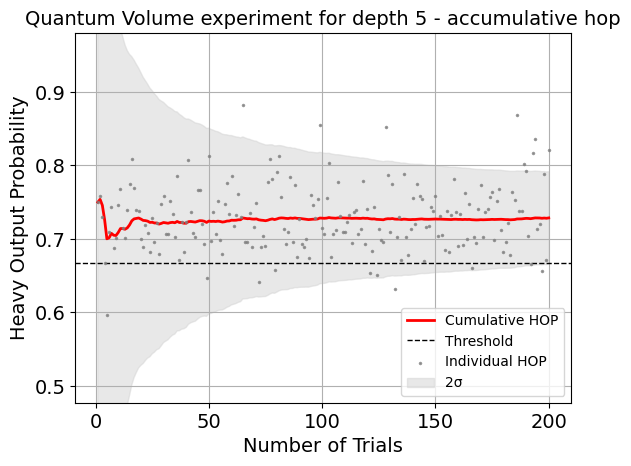 Quantum Volume experiment for depth 5 - accumulative hop
Heavy Output Probability
0.9
0.8
0.7
0.6
0.5
Cumulative HOP
Threshold
Individual HOP
2σ
0 50 100 150 200
Number of Trials